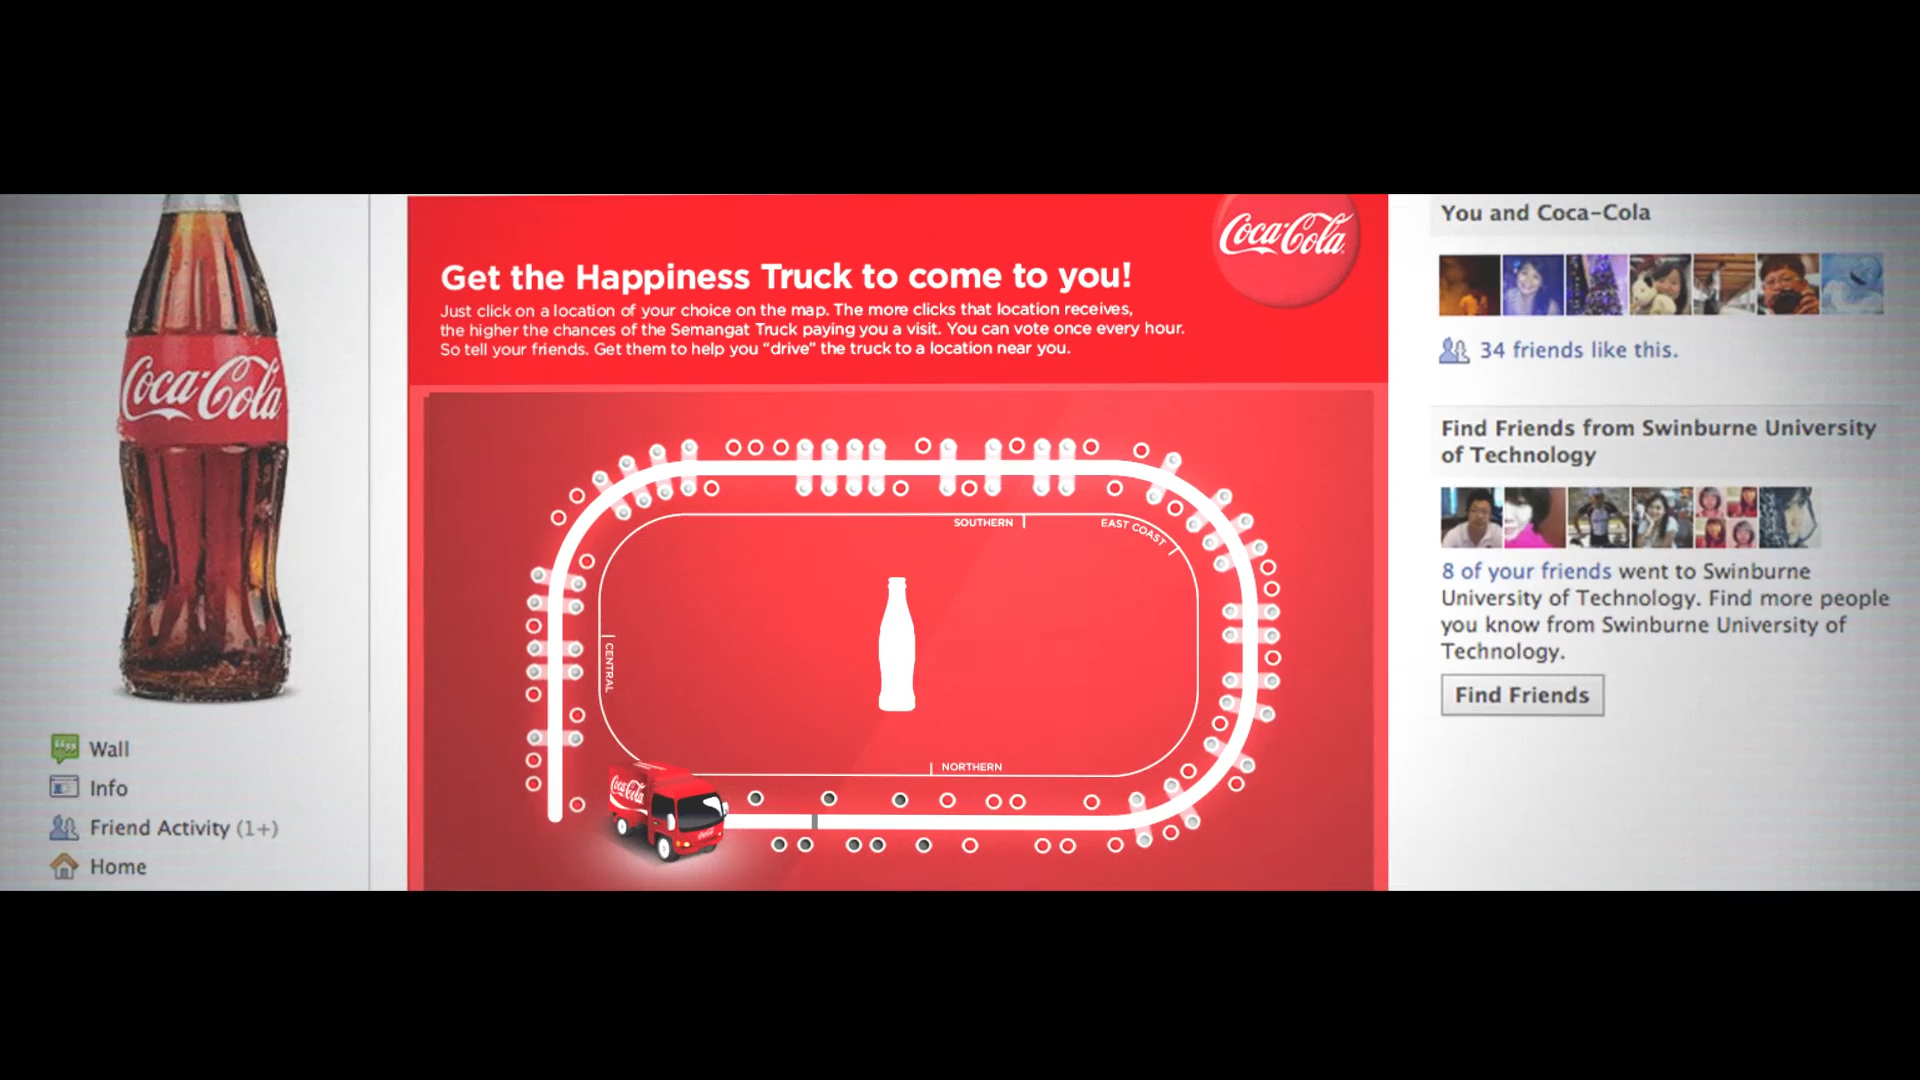 Coca-Cola
Wall
Info
Friend Activity (1+)
Home
Coca-Cola
Get the Happiness Truck to come to you!
Just click on a location of your choice on the map. The more clicks that location receives,
the higher the chances of the Semangat Truck paying you a visit. You can vote once every hour.
So tell your friends. Get them to help you “drive” the truck to a location near you.
SOUTHERN
EAST COAST
CENTRAL
NORTHERN
Coca-Cola
Coca-Cola
You and Coca-Cola
34 friends like this.
Find Friends from Swinburne University
of Technology
8 of your friends went to Swinburne
University of Technology. Find more people
you know from Swinburne University of
Technology.
Find Friends